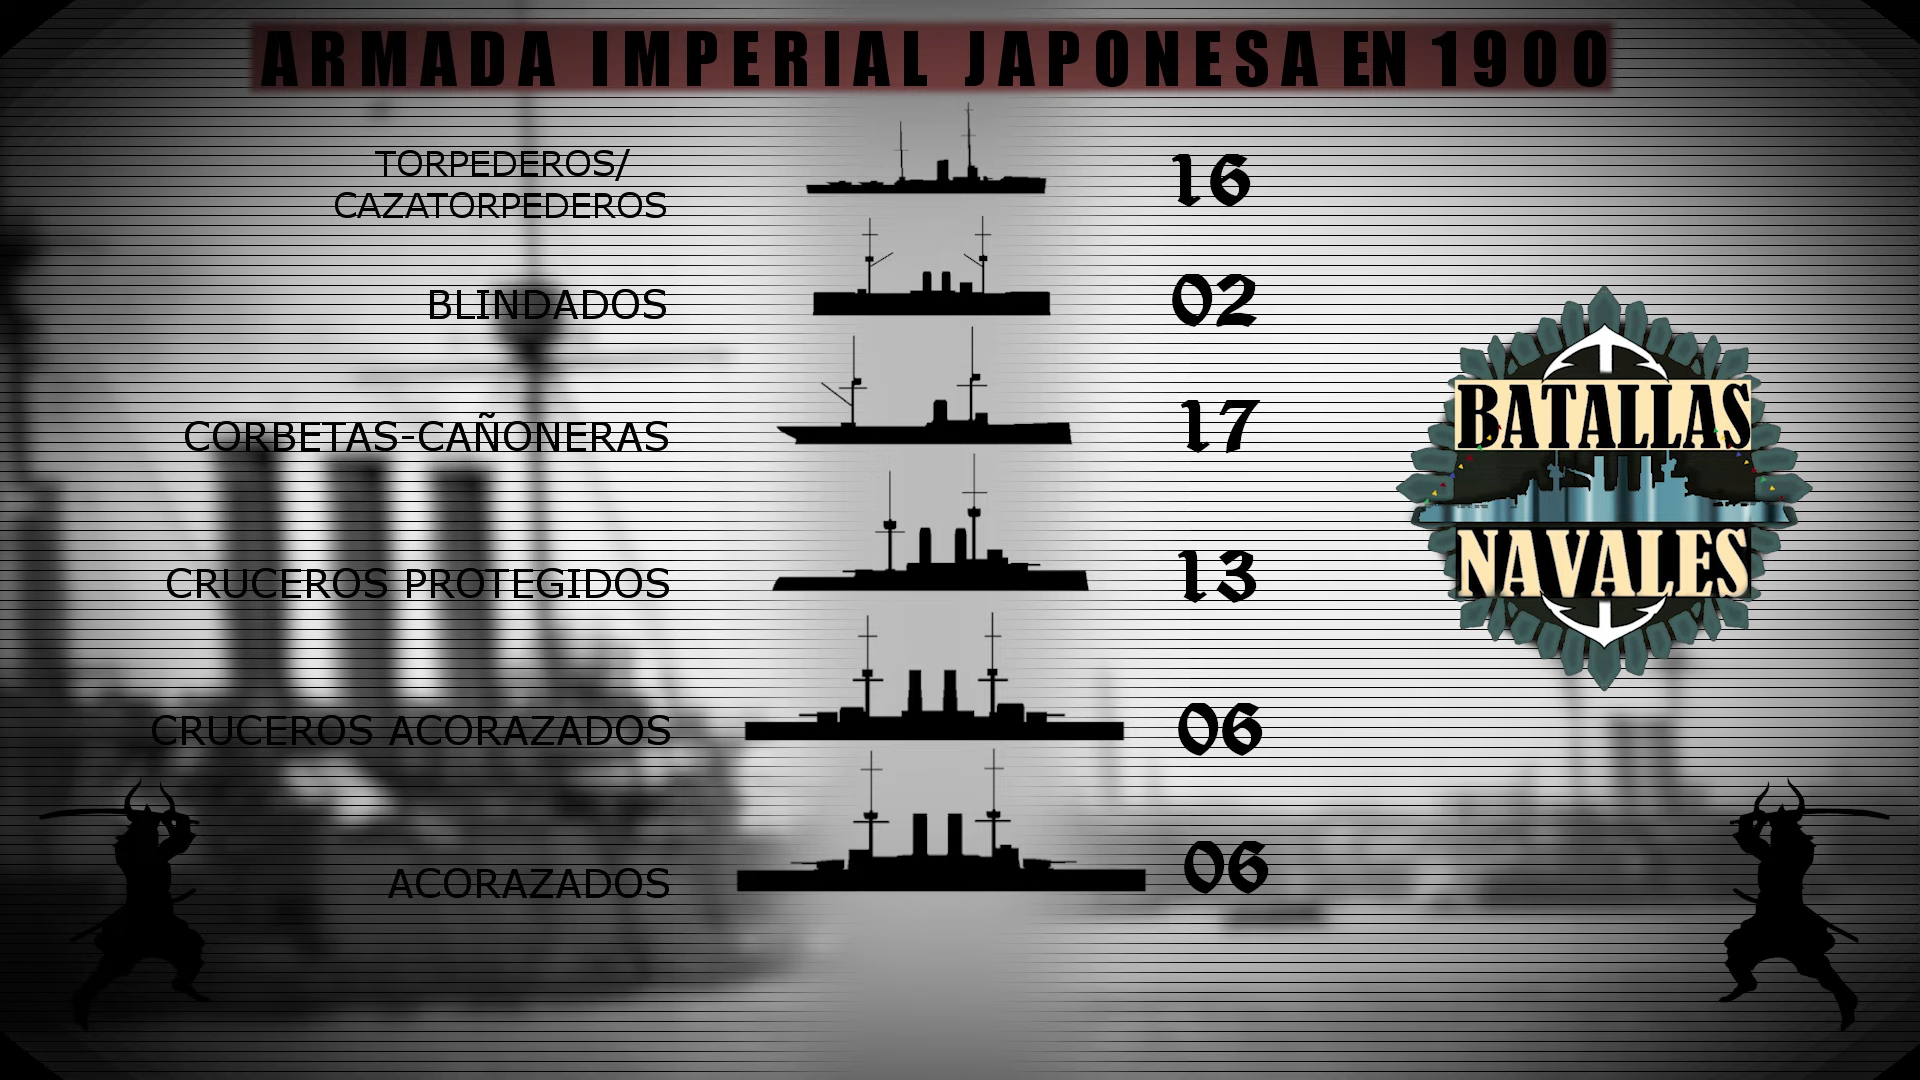 ARMADA IMPERIAL JAPONESA EN 1900
TORPEDEROS/
CAZATORPEDEROS
16
BLINDADOS
02
CORBETAS-CAÑONERAS
17
CRUCEROS PROTEGIDOS
13
CRUCEROS ACORAZADOS
06
ACORAZADOS
06
BATALLAS
NAVALES